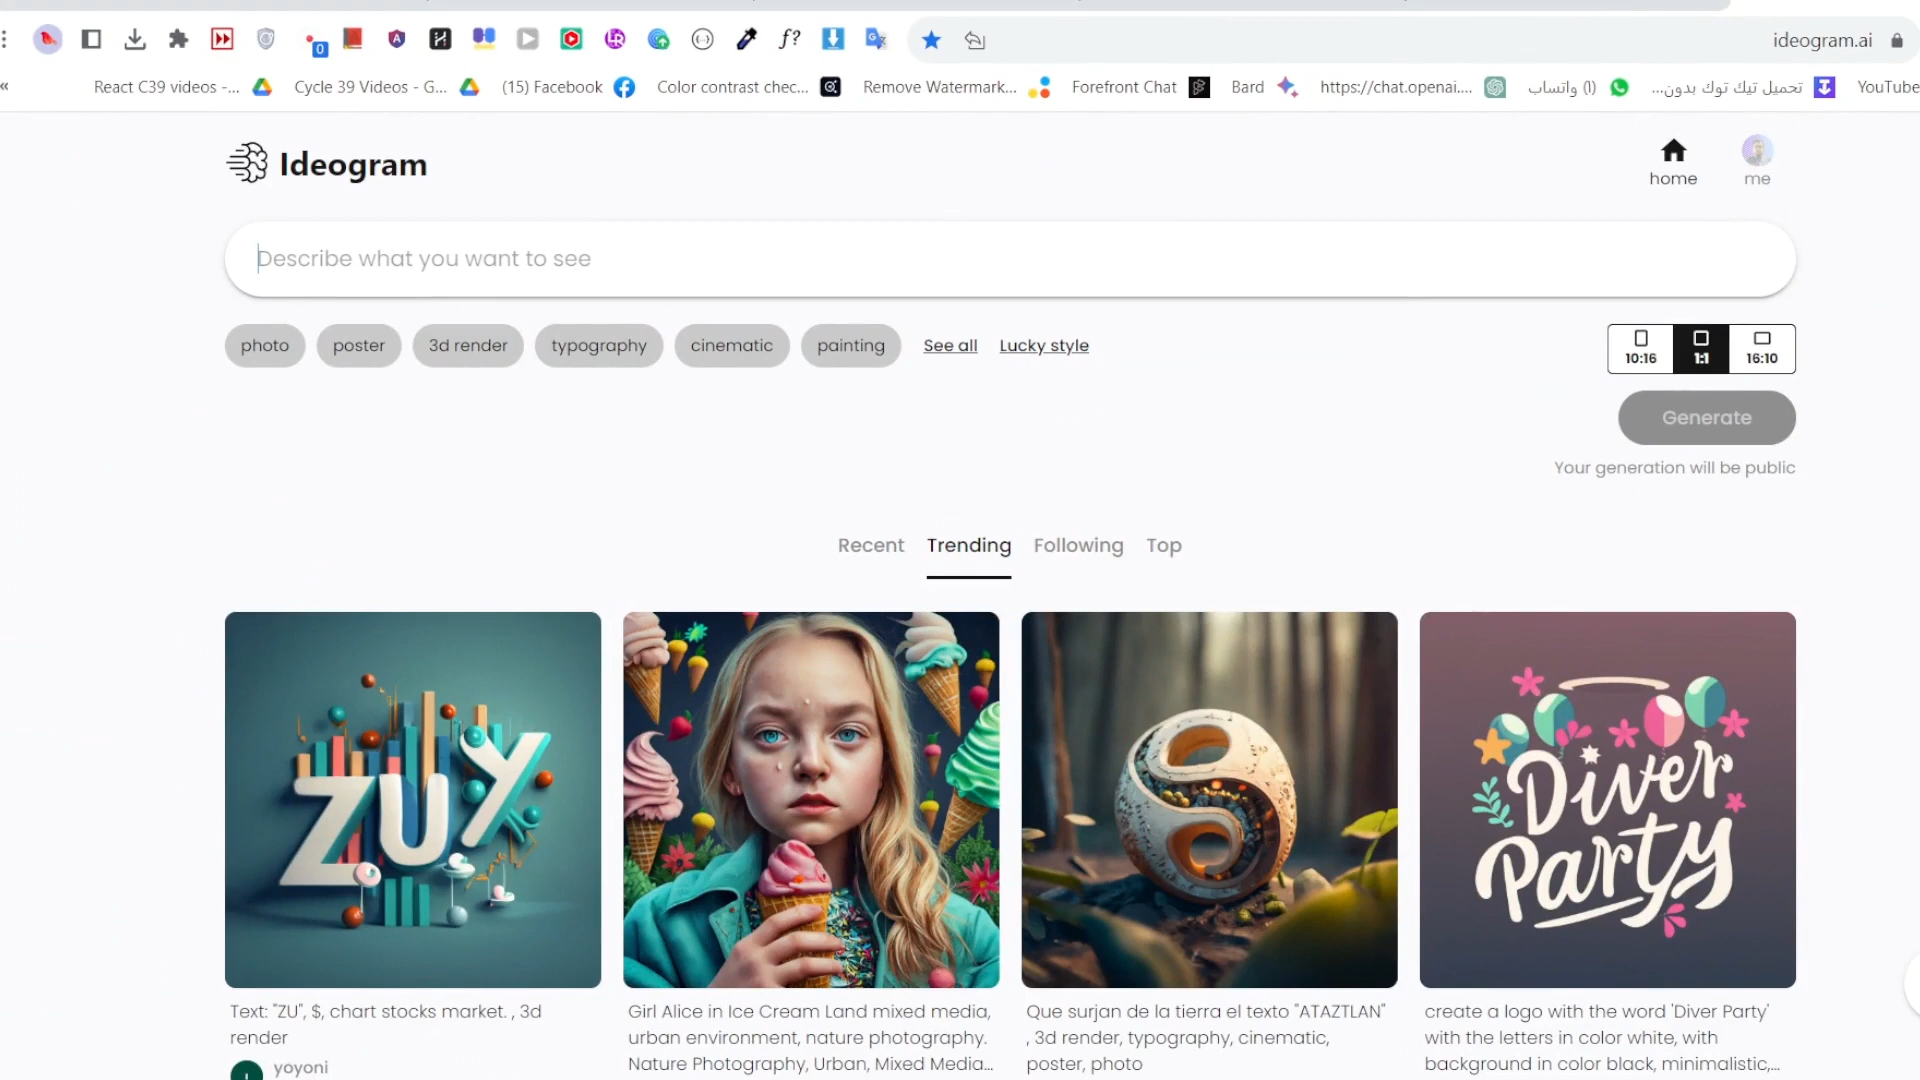 0
f?
ideogram.ai
React C39 videos -...
Cycle 39 Videos - G...
(15) Facebook
Color contrast chec...
Remove Watermark...
Forefront Chat
Bard
https://chat.openai....
(1) واتساب
تحميل تيك توك بدون...
YouTube
Ideogram
home
me
Describe what you want to see
photo
poster
3d render
typography
cinematic
painting
See all
Lucky style
10:16
1:1
16:10
Generate
Your generation will be public
Recent
Trending
Following
Top
ZUY
Diver
Party
Text: "ZU", $, chart stocks market. , 3d
render
yoyoni
Girl Alice in Ice Cream Land mixed media,
urban environment, nature photography.
Nature Photography, Urban, Mixed Media...
Que surjan de la tierra el texto "ATAZTLAN"
, 3d render, typography, cinematic,
poster, photo
create a logo with the word 'Diver Party'
with the letters in color white, with
background in color black, minimalistic,...